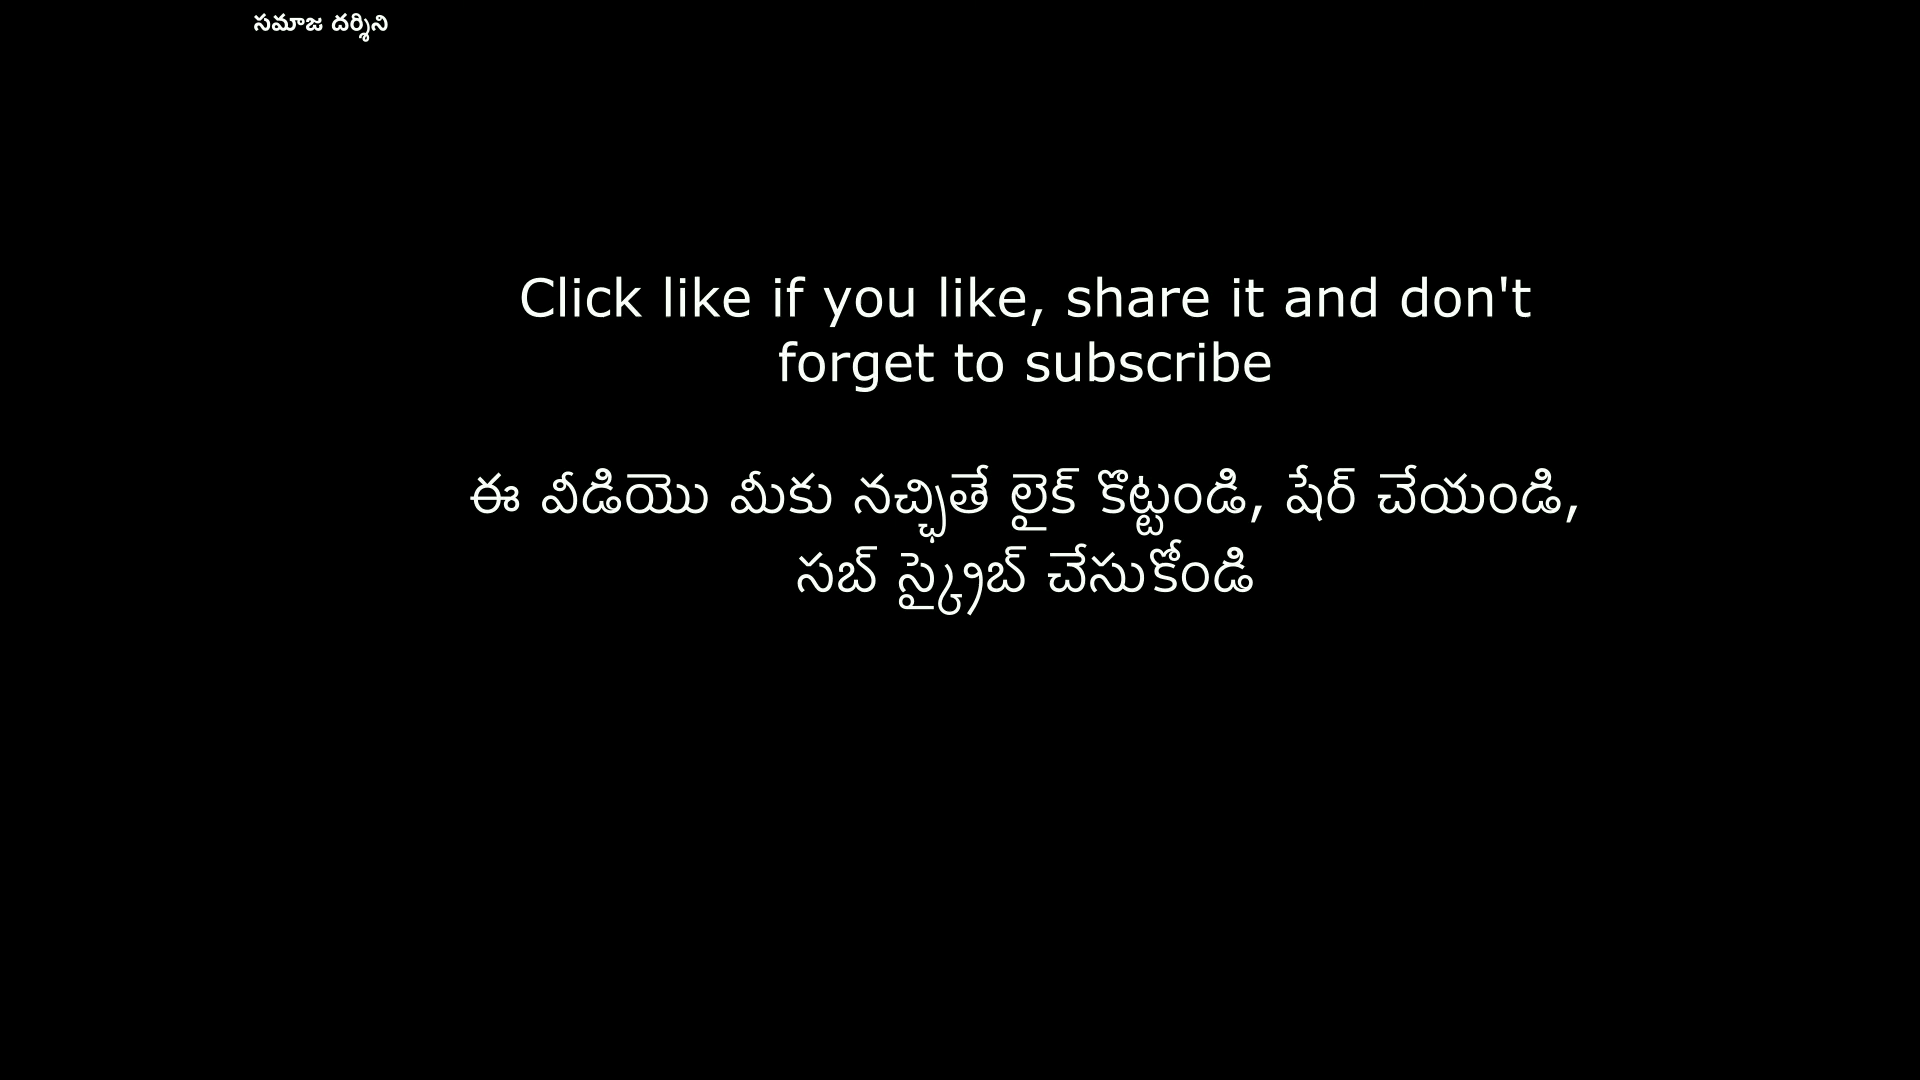 సమాజ దర్శిని
Click like if you like, share it and don't
forget to subscribe
ఈ వీడియొ మీకు నచ్ఛితే లైక్ కొట్టండి, షేర్ చేయండి,
సబ్ స్క్రైబ్ చేసుకోండి